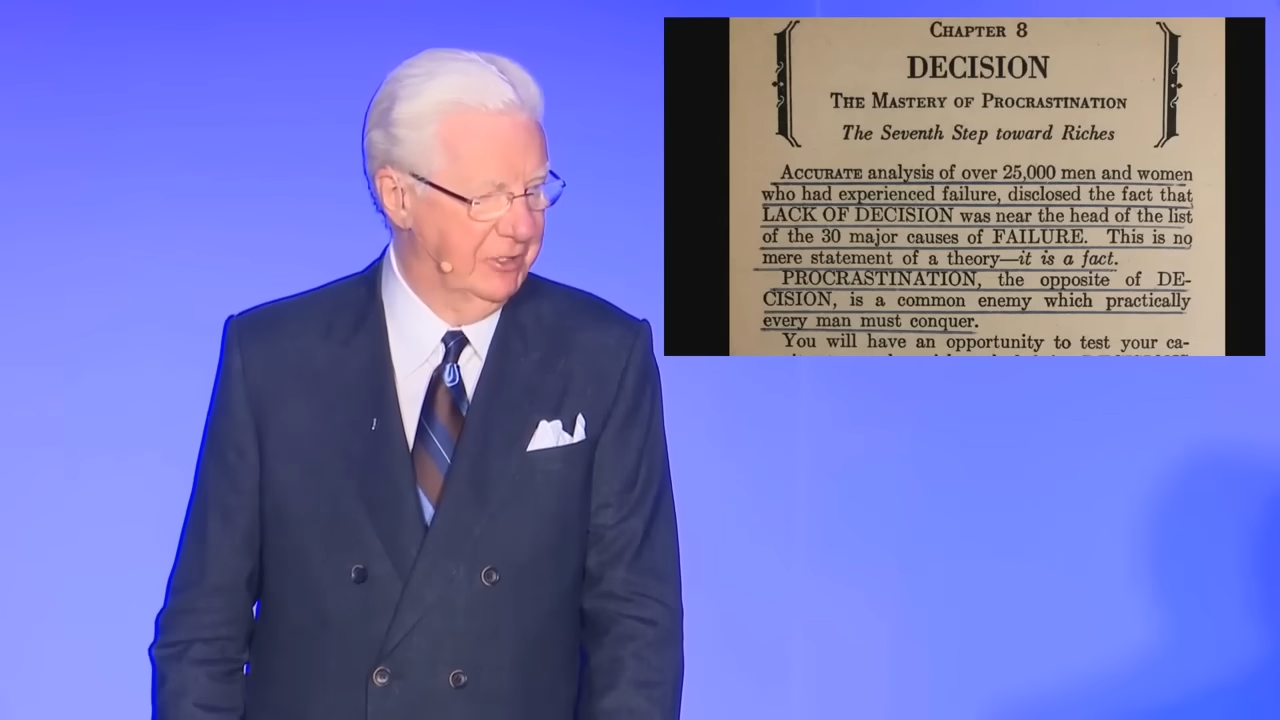 CHAPTER 8
DECISION
THE MASTERY OF PROCRASTINATION
The Seventh Step toward Riches
ACCURATE analysis of over 25,000 men and women
who had experienced failure, disclosed the fact that
LACK OF DECISION was near the head of the list
of the 30 major causes of FAILURE. This is no
mere statement of a theory—it is a fact.
PROCRASTINATION, the opposite of DE-
CISION, is a common enemy which practically
every man must conquer.
You will have an opportunity to test your ca-